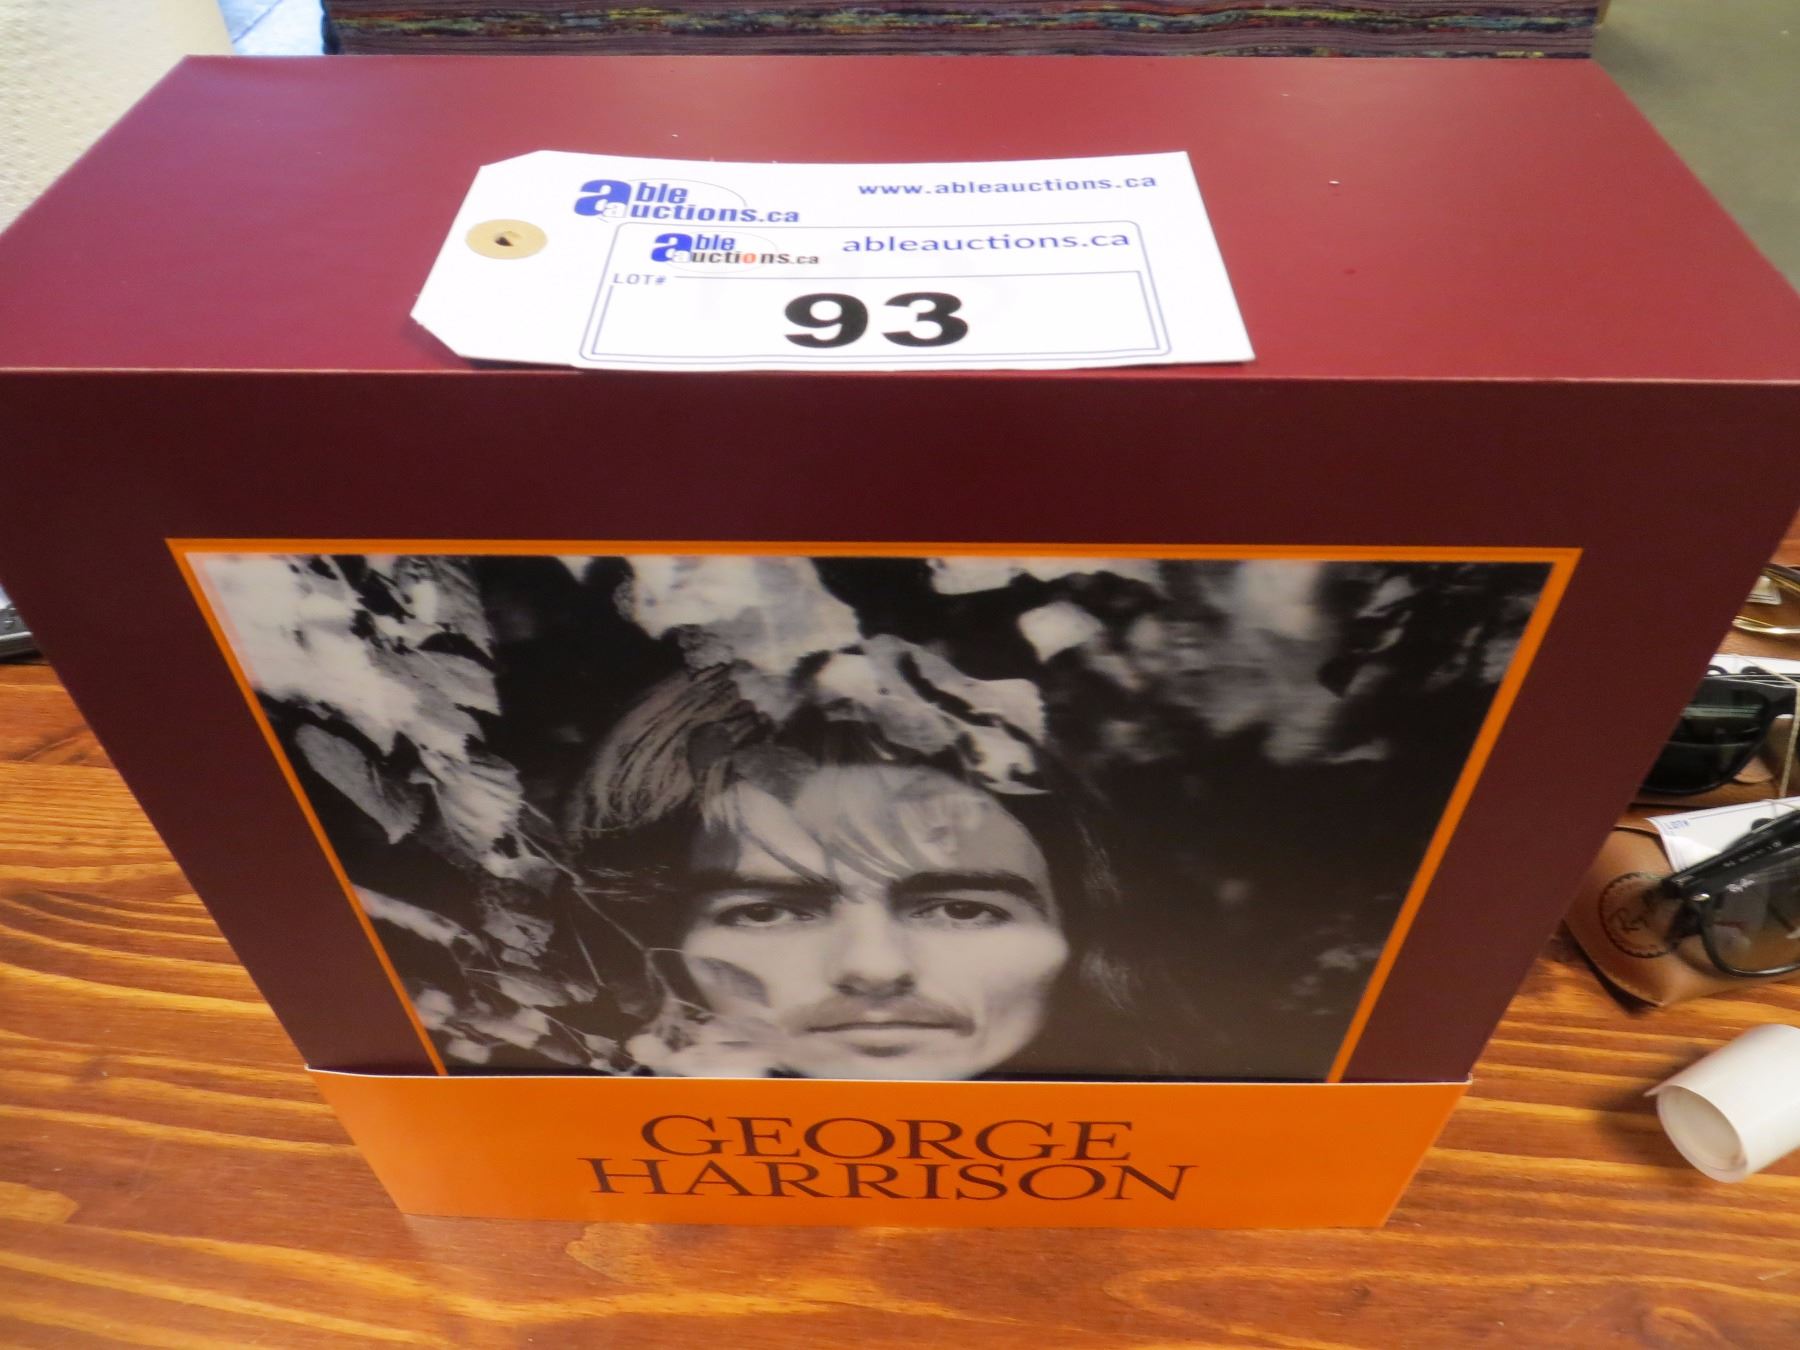 able auctions.ca
www.ableauctions.ca
able auctions.ca
ableauctions.ca
LOT#
93
GEORGE
HARRISON